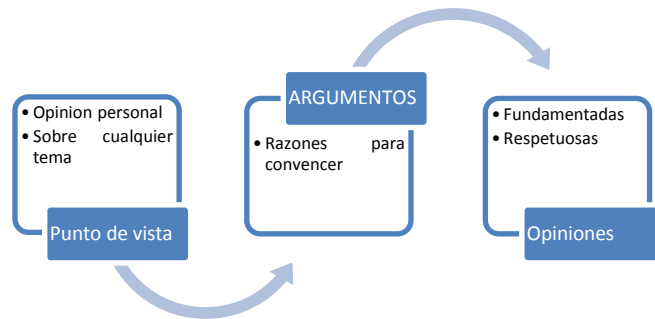 • Opinion personal
• Sobre cualquier
tema
Punto de vista
ARGUMENTOS
• Razones para
convencer
• Fundamentadas
• Respetuosas
Opiniones